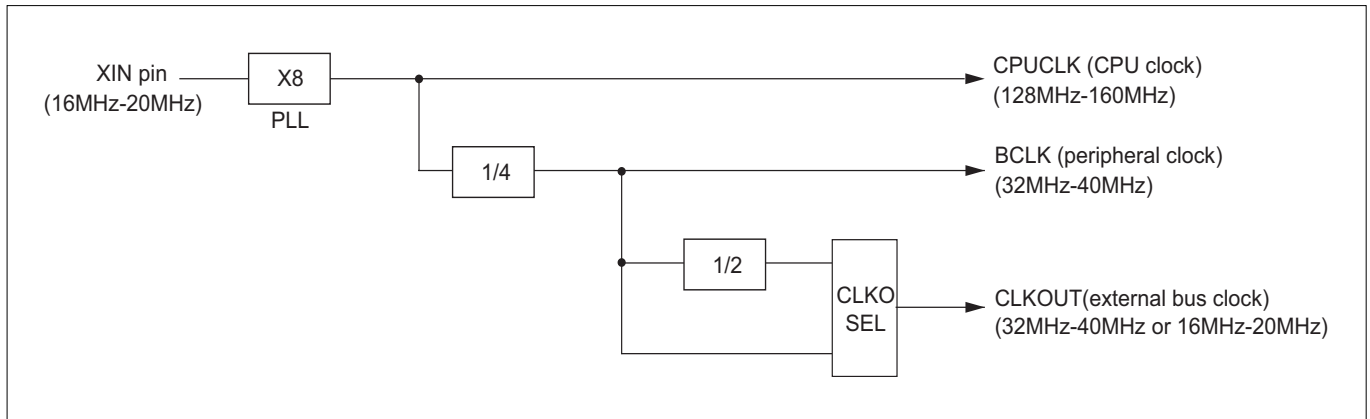 XIN pin
(16MHz-20MHz)
X8
PLL
CPUCLK (CPU clock)
(128MHz-160MHz)
1/4
BCLK (peripheral clock)
(32MHz-40MHz)
1/2
CLKO
SEL
CLKOUT(external bus clock)
(32MHz-40MHz or 16MHz-20MHz)